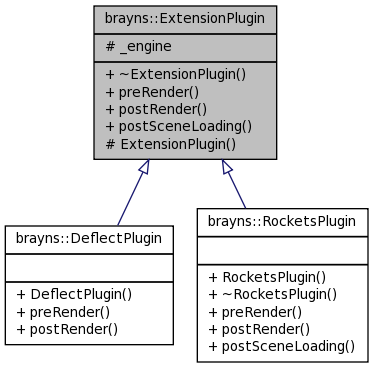 brayns::ExtensionPlugin
# _engine
+ ~ExtensionPlugin()
+ preRender()
+ postRender()
+ postSceneLoading()
# ExtensionPlugin()
brayns::DeflectPlugin
+ DeflectPlugin()
+ preRender()
+ postRender()
brayns::RocketsPlugin
+ RocketsPlugin()
+ ~RocketsPlugin()
+ preRender()
+ postRender()
+ postSceneLoading()